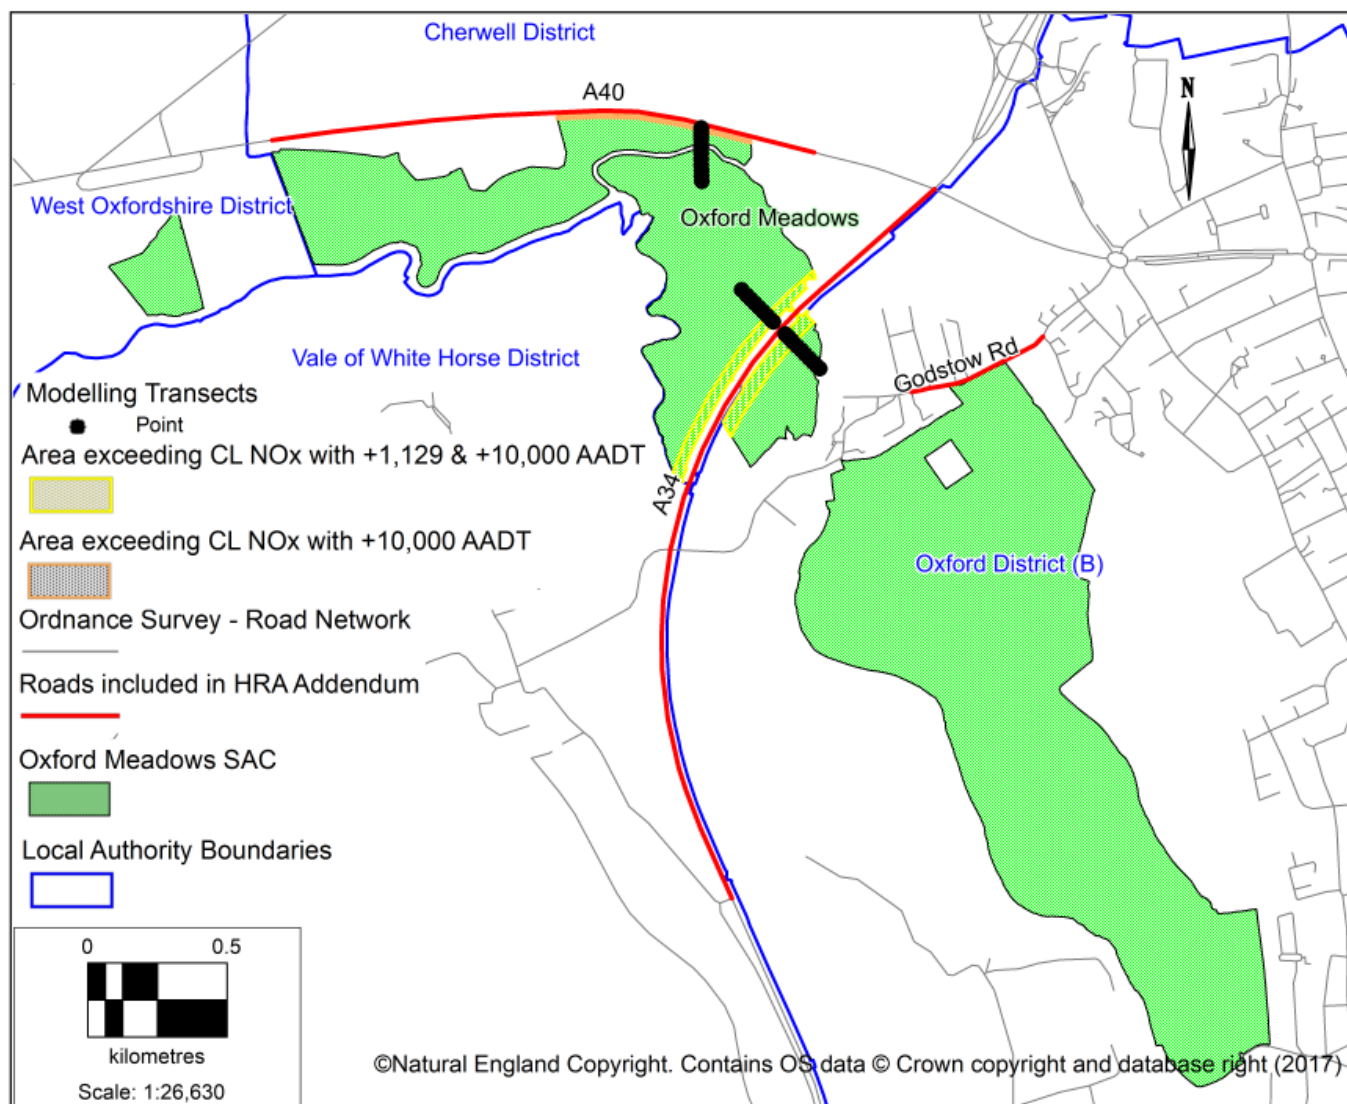 Cherwell District
A40
N
West Oxfordshire District
Oxford Meadows
Vale of White Horse District
Godstow Rd
A34
Oxford District (B)
Modelling Transects
Point
Area exceeding CL NOx with +1,129 & +10,000 AADT
Area exceeding CL NOx with +10,000 AADT
Ordnance Survey - Road Network
Roads included in HRA Addendum
Oxford Meadows SAC
Local Authority Boundaries
0 0.5
kilometres
Scale: 1:26,630
©Natural England Copyright. Contains OS data © Crown copyright and database right (2017)